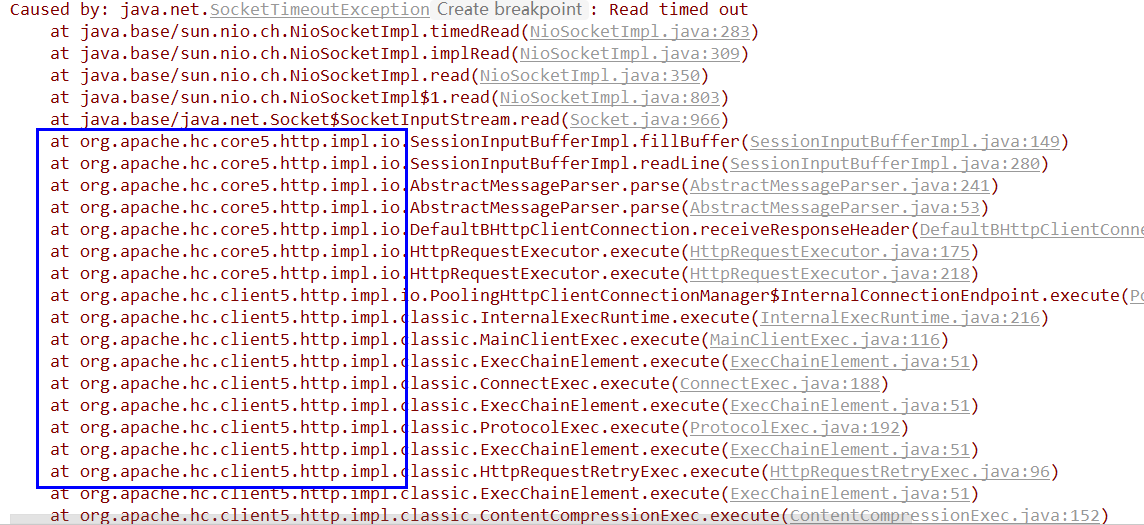 Caused by: java.net.SocketTimeoutException Create breakpoint : Read timed out
at java.base/sun.nio.ch.NioSocketImpl.timedRead(NioSocketImpl.java:283)
at java.base/sun.nio.ch.NioSocketImpl.implRead(NioSocketImpl.java:309)
at java.base/sun.nio.ch.NioSocketImpl.read(NioSocketImpl.java:350)
at java.base/sun.nio.ch.NioSocketImpl$1.read(NioSocketImpl.java:803)
at java.base/java.net.Socket$SocketInputStream.read(Socket.java:966)
at org.apache.hc.core5.http.impl.io.SessionInputBufferImpl.fillBuffer(SessionInputBufferImpl.java:149)
at org.apache.hc.core5.http.impl.io.SessionInputBufferImpl.readLine(SessionInputBufferImpl.java:280)
at org.apache.hc.core5.http.impl.io.AbstractMessageParser.parse(AbstractMessageParser.java:241)
at org.apache.hc.core5.http.impl.io.AbstractMessageParser.parse(AbstractMessageParser.java:53)
at org.apache.hc.core5.http.impl.io.DefaultBHttpClientConnection.receiveResponseHeader(DefaultBHttpClientConne
at org.apache.hc.core5.http.impl.io.HttpRequestExecutor.execute(HttpRequestExecutor.java:175)
at org.apache.hc.core5.http.impl.io.HttpRequestExecutor.execute(HttpRequestExecutor.java:218)
at org.apache.hc.client5.http.impl.io.PoolingHttpClientConnectionManager$InternalConnectionEndpoint.execute(Po
at org.apache.hc.client5.http.impl.classic.InternalExecRuntime.execute(InternalExecRuntime.java:216)
at org.apache.hc.client5.http.impl.classic.MainClientExec.execute(MainClientExec.java:116)
at org.apache.hc.client5.http.impl.classic.ExecChainElement.execute(ExecChainElement.java:51)
at org.apache.hc.client5.http.impl.classic.ConnectExec.execute(ConnectExec.java:188)
at org.apache.hc.client5.http.impl.classic.ExecChainElement.execute(ExecChainElement.java:51)
at org.apache.hc.client5.http.impl.classic.ProtocolExec.execute(ProtocolExec.java:192)
at org.apache.hc.client5.http.impl.classic.ExecChainElement.execute(ExecChainElement.java:51)
at org.apache.hc.client5.http.impl.classic.HttpRequestRetryExec.execute(HttpRequestRetryExec.java:96)
at org.apache.hc.client5.http.impl.classic.ExecChainElement.execute(ExecChainElement.java:51)
at org.apache.hc.client5.http.impl.classic.ContentCompressionExec.execute(ContentCompressionExec.java:152)